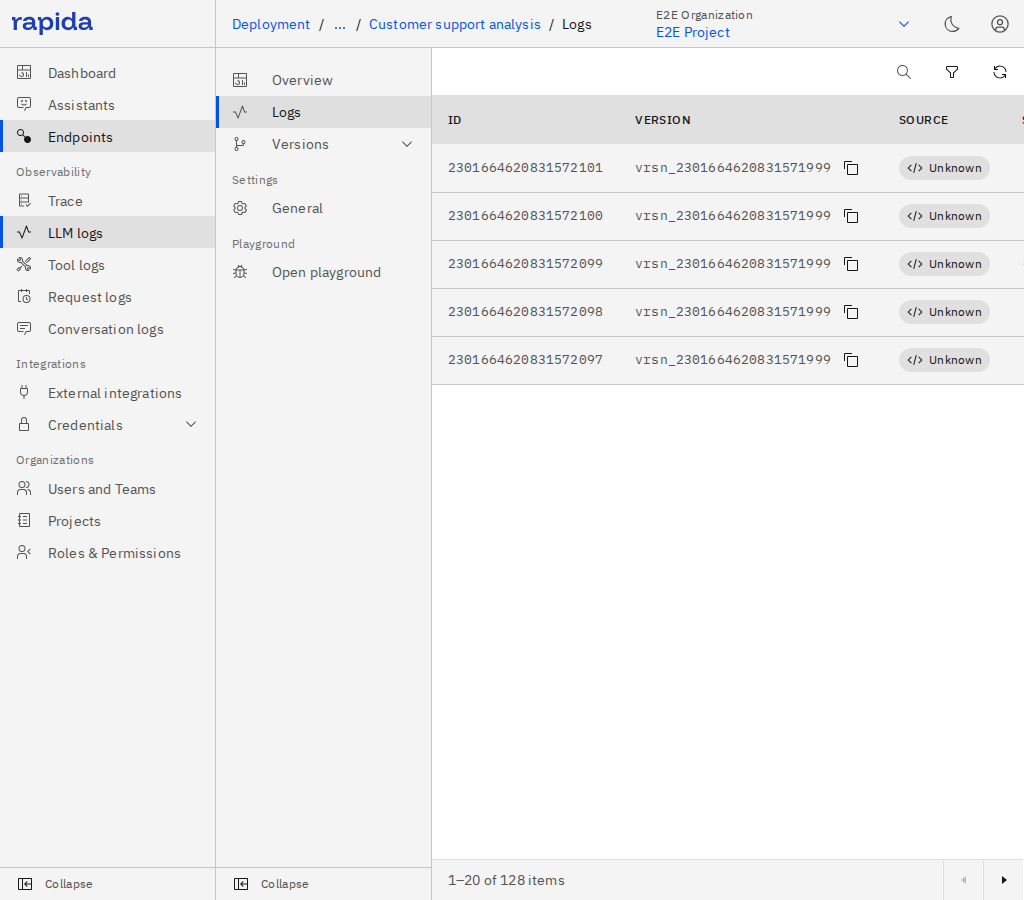 rapida
Deployment / ... / Customer support analysis / Logs
E2E Organization
E2E Project
Dashboard
Assistants
Endpoints
Observability
Trace
LLM logs
Tool logs
Request logs
Conversation logs
Integrations
External integrations
Credentials
Organizations
Users and Teams
Projects
Roles & Permissions
Collapse
Overview
Logs
Versions
Settings
General
Playground
Open playground
Collapse
ID VERSION SOURCE
2301664620831572101 vrsn_2301664620831571999 Unknown
2301664620831572100 vrsn_2301664620831571999 Unknown
2301664620831572099 vrsn_2301664620831571999 Unknown
2301664620831572098 vrsn_2301664620831571999 Unknown
2301664620831572097 vrsn_2301664620831571999 Unknown
1–20 of 128 items